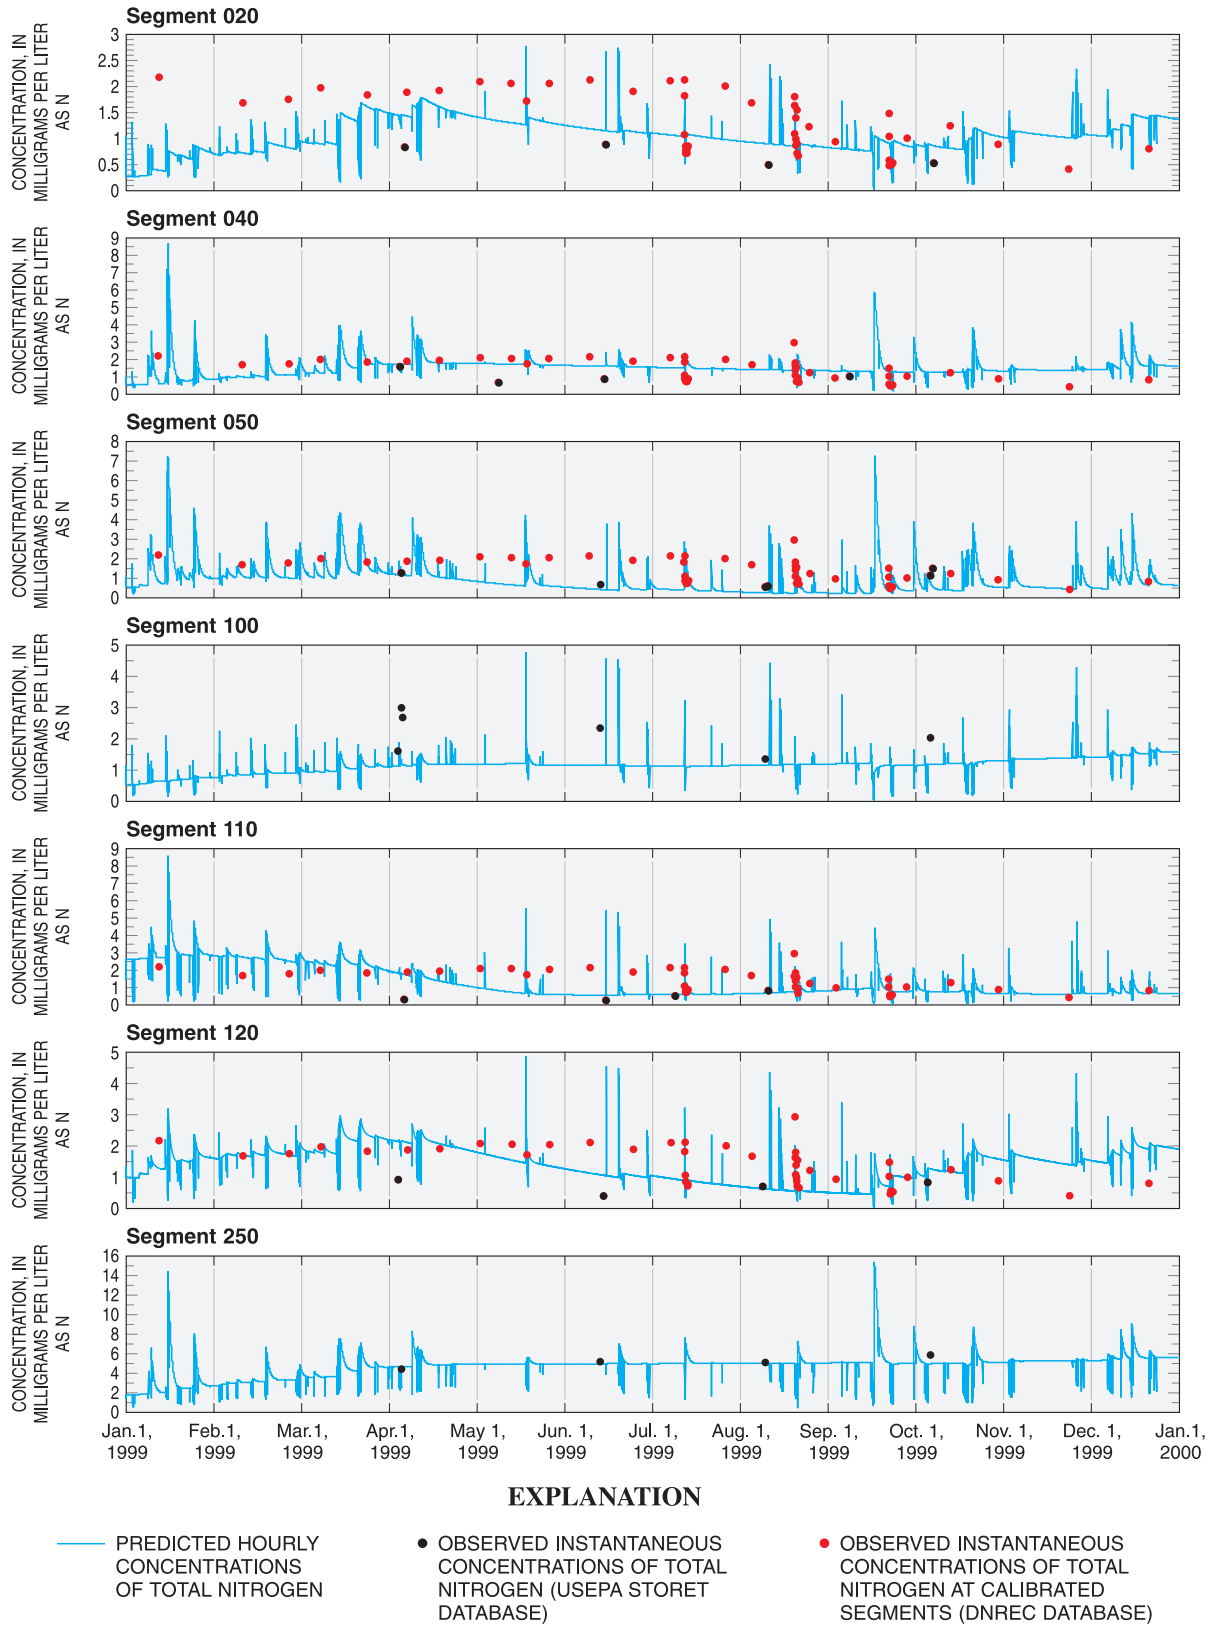 Segment 020
CONCENTRATION, IN
MILLIGRAMS PER LITER
AS N
3
2.5
2
1.5
1
0.5
0
Segment 040
CONCENTRATION, IN
MILLIGRAMS PER LITER
AS N
9
8
7
6
5
4
3
2
1
0
Segment 050
CONCENTRATION, IN
MILLIGRAMS PER LITER
AS N
8
7
6
5
4
3
2
1
0
Segment 100
CONCENTRATION, IN
MILLIGRAMS PER LITER
AS N
5
4
3
2
1
0
Segment 110
CONCENTRATION, IN
MILLIGRAMS PER LITER
AS N
9
8
7
6
5
4
3
2
1
0
Segment 120
CONCENTRATION, IN
MILLIGRAMS PER LITER
AS N
5
4
3
2
1
0
Segment 250
CONCENTRATION, IN
MILLIGRAMS PER LITER
AS N
16
14
12
10
8
6
4
2
0
Jan.1, Feb.1, Mar.1, Apr.1, May 1, Jun. 1, Jul. 1, Aug. 1, Sep. 1, Oct. 1, Nov. 1, Dec. 1, Jan.1,
1999 1999 1999 1999 1999 1999 1999 1999 1999 1999 1999 1999 2000
EXPLANATION
PREDICTED HOURLY
CONCENTRATIONS
OF TOTAL NITROGEN
OBSERVED INSTANTANEOUS
CONCENTRATIONS OF TOTAL
NITROGEN (USEPA STORET
DATABASE)
OBSERVED INSTANTANEOUS
CONCENTRATIONS OF TOTAL
NITROGEN AT CALIBRATED
SEGMENTS (DNREC DATABASE)